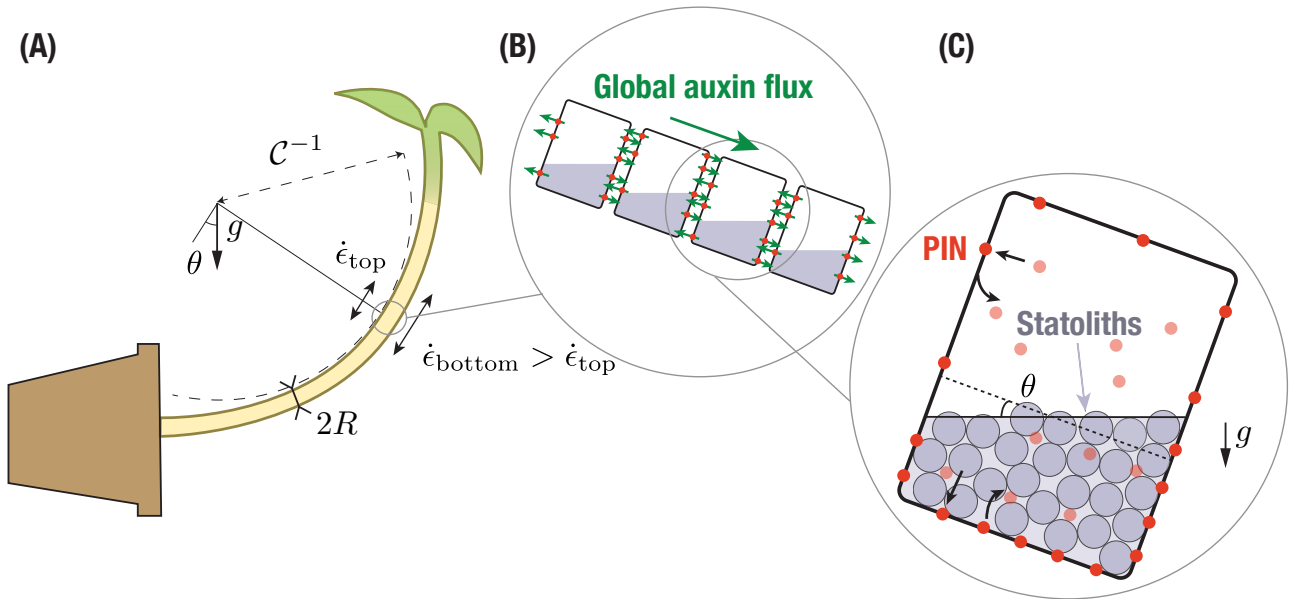 (A)
(B)
(C)
Global auxin flux
𝒞⁻¹
g
θ
ϵ̇top
ϵ̇bottom > ϵ̇top
2R
PIN
Statoliths
θ
g